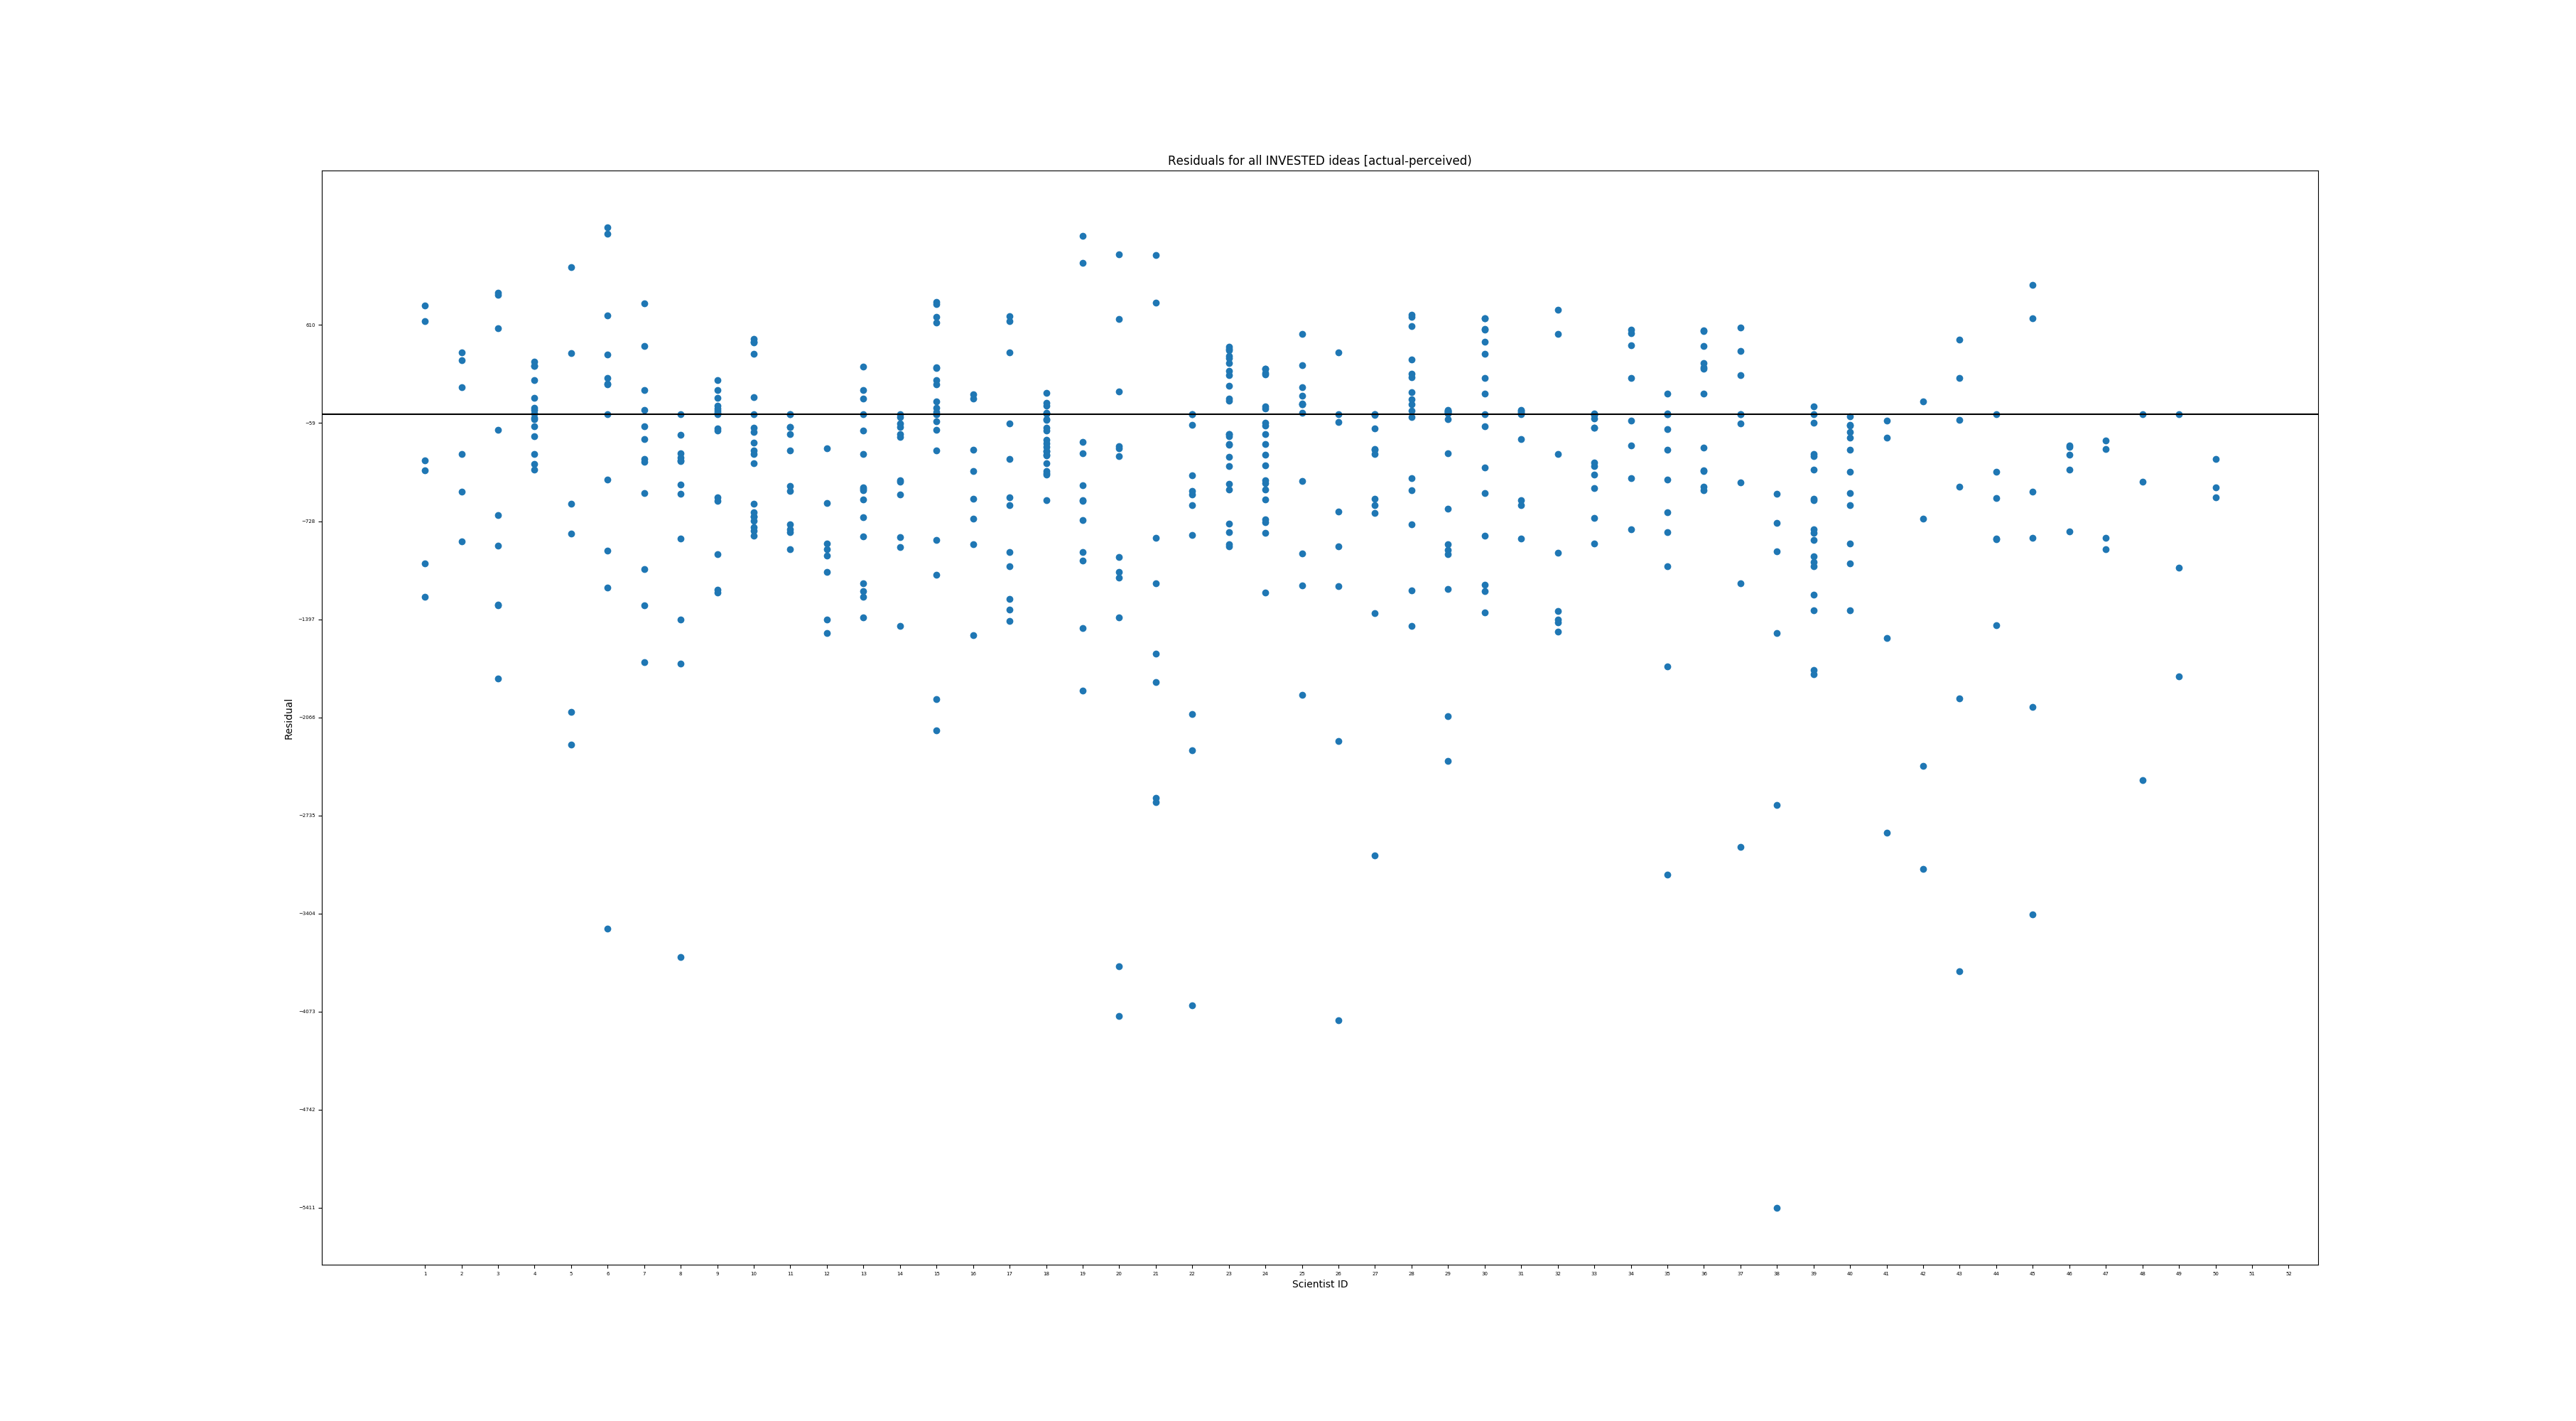 Residuals for all INVESTED ideas [actual-perceived)
610
−59
−728
−1397
−2066
−2735
−3404
−4073
−4742
−5411
Residual
1 2 3 4 5 6 7 8 9 10 11 12 13 14 15 16 17 18 19 20 21 22 23 24 25 26 27 28 29 30 31 32 33 34 35 36 37 38 39 40 41 42 43 44 45 46 47 48 49 50 51 52
Scientist ID